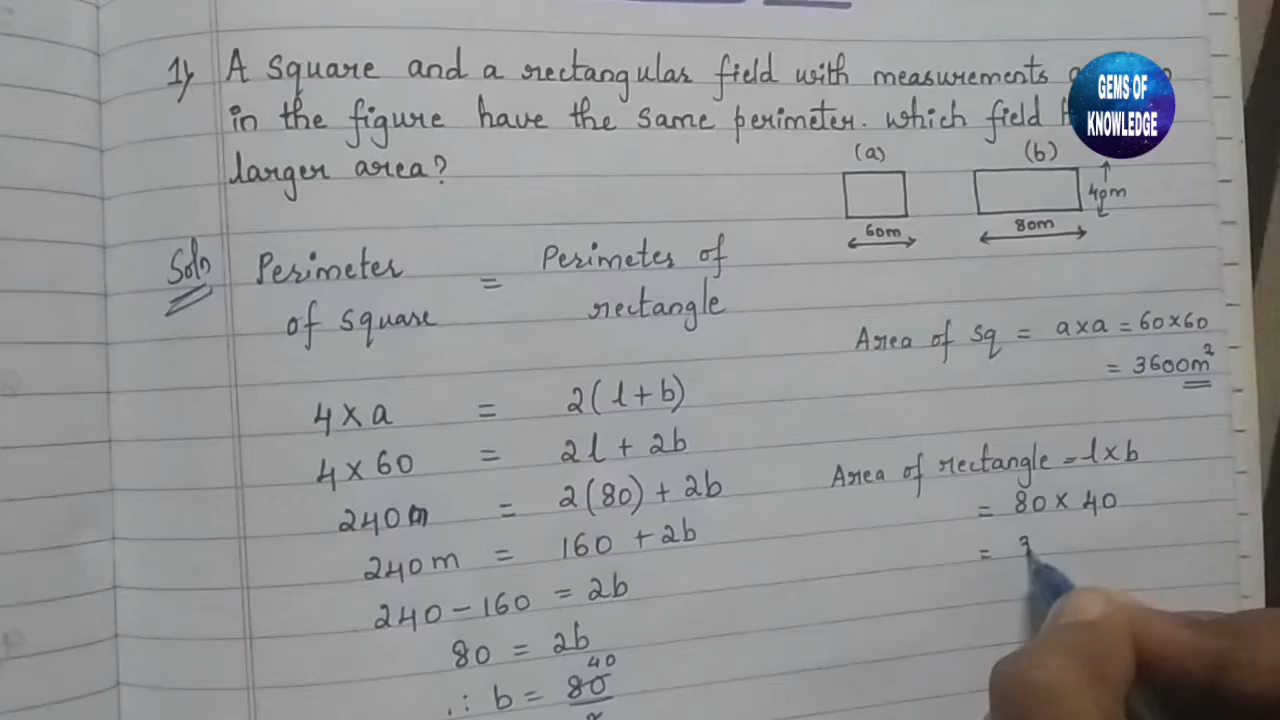 1) A square and a rectangular field with measurements
in the figure have the same perimeter. which field
larger area?
GEMS OF
KNOWLEDGE
(a) (b)
40m
60m 80m
Soln Perimeter of square = Perimeter of rectangle
4 × a = 2(l + b)
4 × 60 = 2l + 2b
240m = 2(80) + 2b
240m = 160 + 2b
240 - 160 = 2b
80 = 2b
∴ b = 80 40
Area of sq = a×a = 60×60
= 3600m²
Area of rectangle = l × b
= 80 × 40
= 3